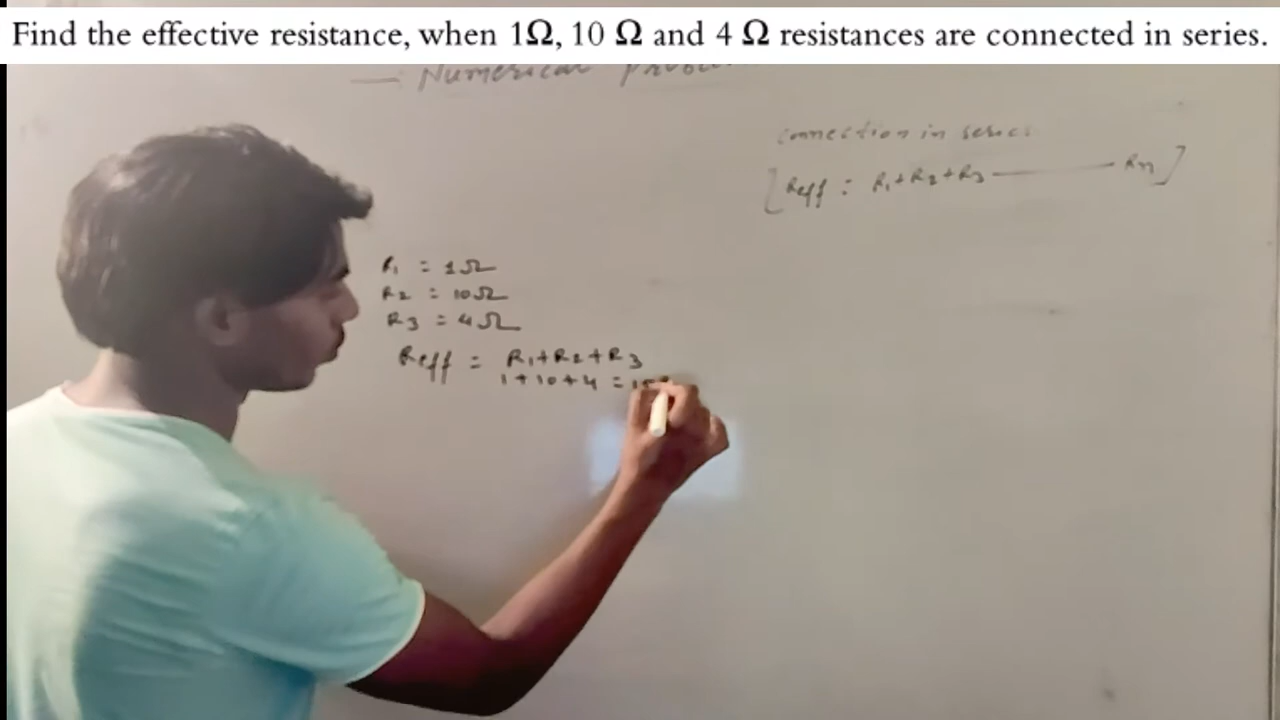 Find the effective resistance, when 1Ω, 10 Ω and 4 Ω resistances are connected in series.
— Numerical
connection in series
[Reff = R1+R2+R3 ——— Rn]
R1 = 1Ω
R2 = 10Ω
R3 = 4Ω
Reff = R1+R2+R3
1+10+4 = 15